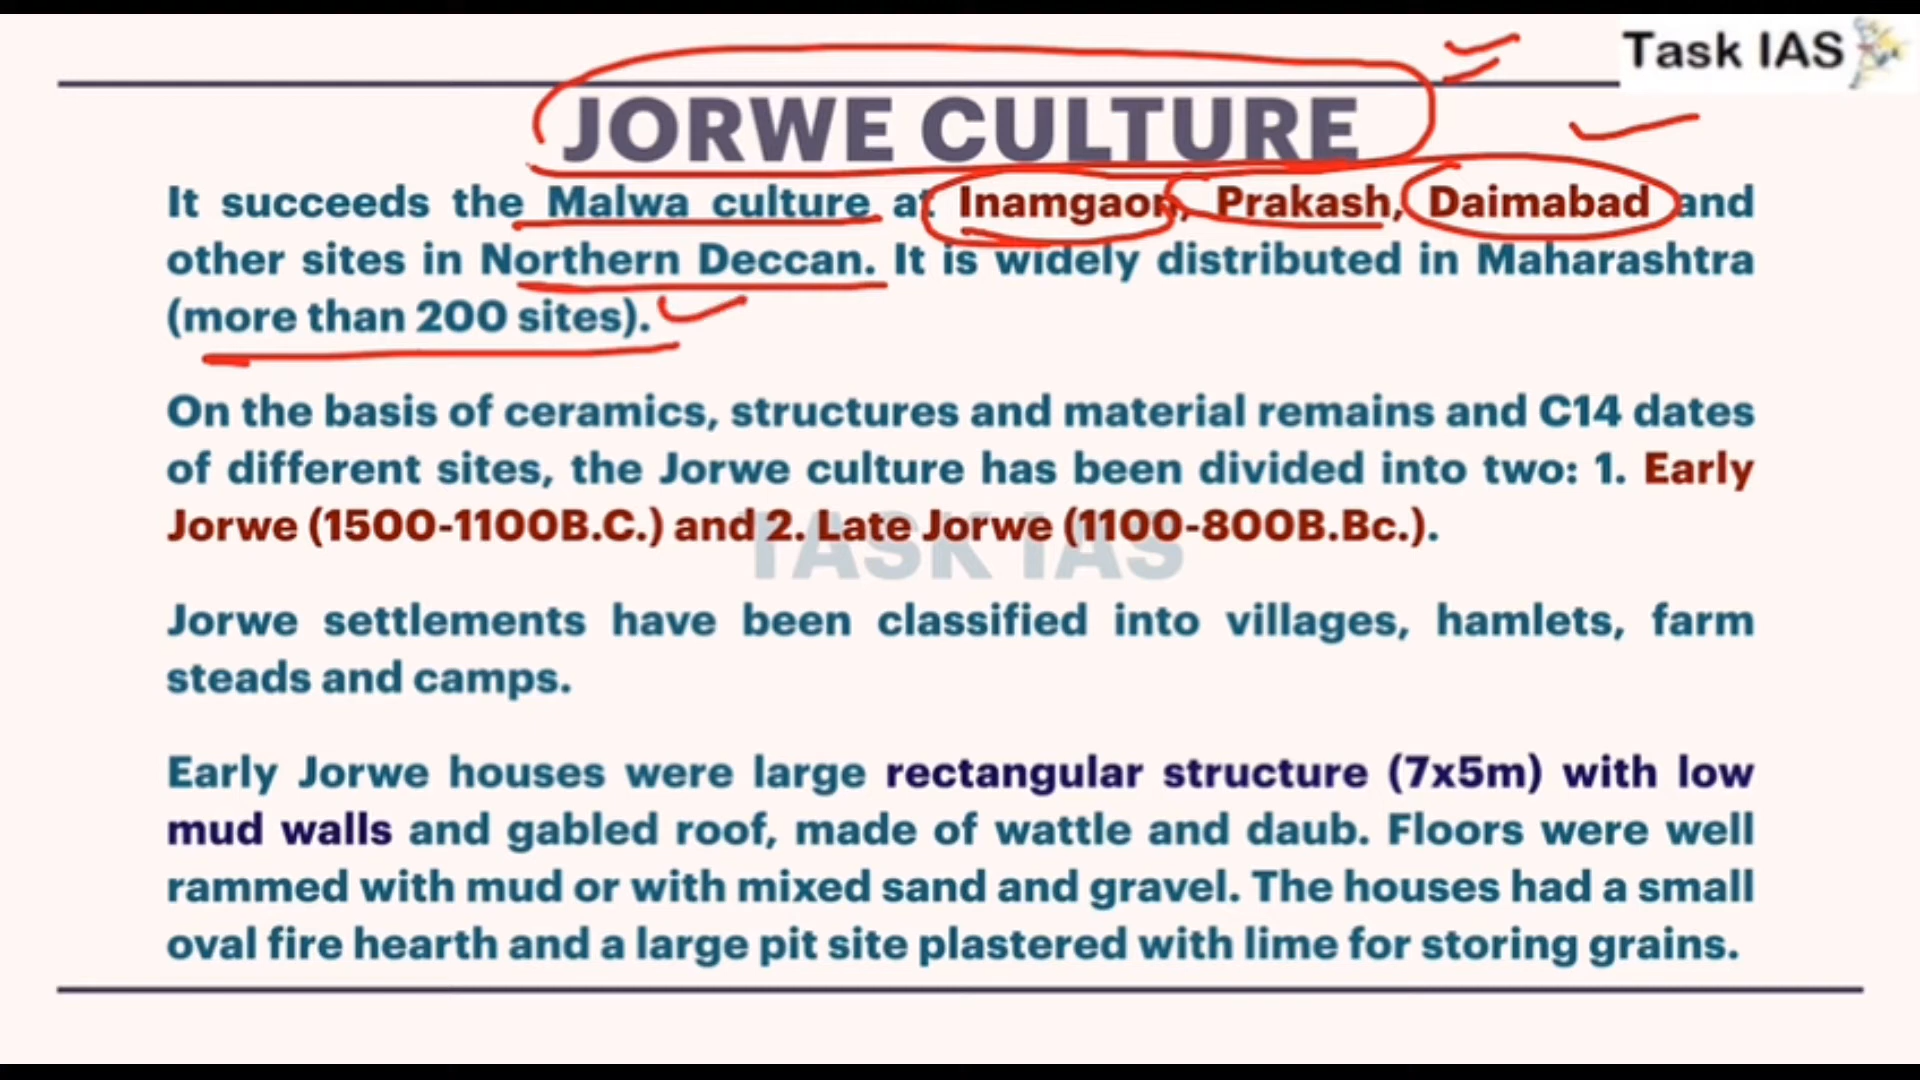 Task IAS
JORWE CULTURE
It succeeds the Malwa culture at Inamgaon, Prakash, Daimabad and
other sites in Northern Deccan. It is widely distributed in Maharashtra
(more than 200 sites).
On the basis of ceramics, structures and material remains and C14 dates
of different sites, the Jorwe culture has been divided into two: 1. Early
Jorwe (1500-1100B.C.) and 2. Late Jorwe (1100-800B.Bc.).
TASK IAS
Jorwe settlements have been classified into villages, hamlets, farm
steads and camps.
Early Jorwe houses were large rectangular structure (7x5m) with low
mud walls and gabled roof, made of wattle and daub. Floors were well
rammed with mud or with mixed sand and gravel. The houses had a small
oval fire hearth and a large pit site plastered with lime for storing grains.